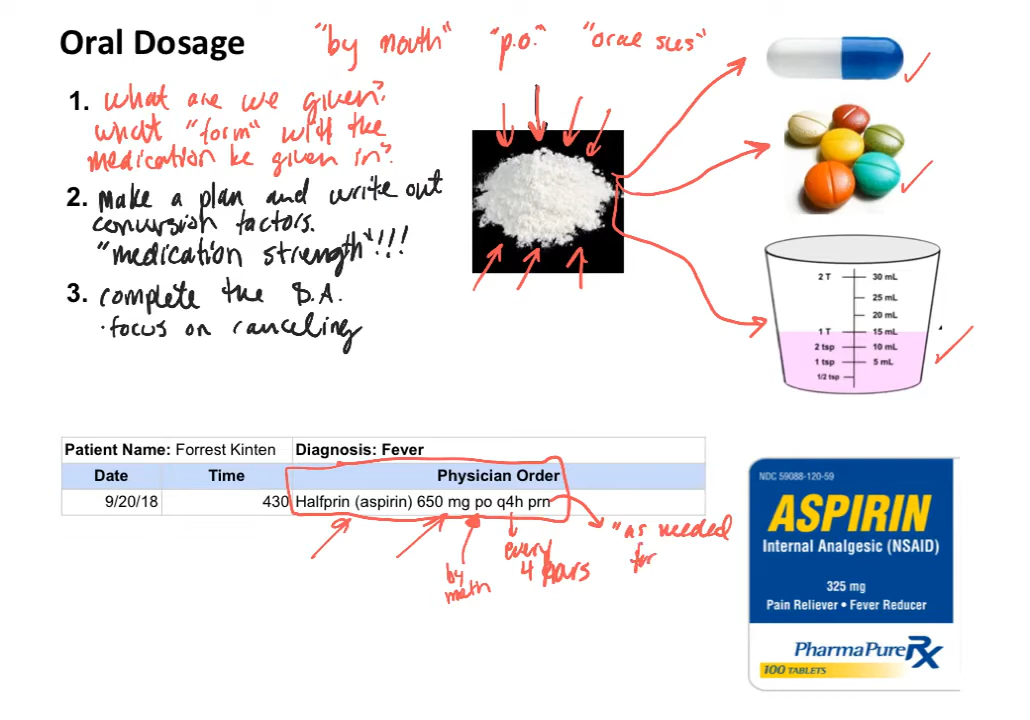 Oral Dosage
"by mouth" "p.o." "oral sus"
1. What are we given?
What "form" will the
medication be given in?
2. Make a plan and write out
conversion factors.
"medication strength"!!!
3. complete the D.A.
· focus on canceling
2 T 30 mL
25 mL
20 mL
1 T 15 mL
2 tsp 10 mL
1 tsp 5 mL
1/2 tsp
Patient Name: Forrest Kinten Diagnosis: Fever
Date Time Physician Order
9/20/18 430 Halfprin (aspirin) 650 mg po q4h prn
by
mouth
every
4 hours
"as needed
for
NDC 59088-120-59
ASPIRIN
Internal Analgesic (NSAID)
325 mg
Pain Reliever • Fever Reducer
PharmaPureRx
100 TABLETS